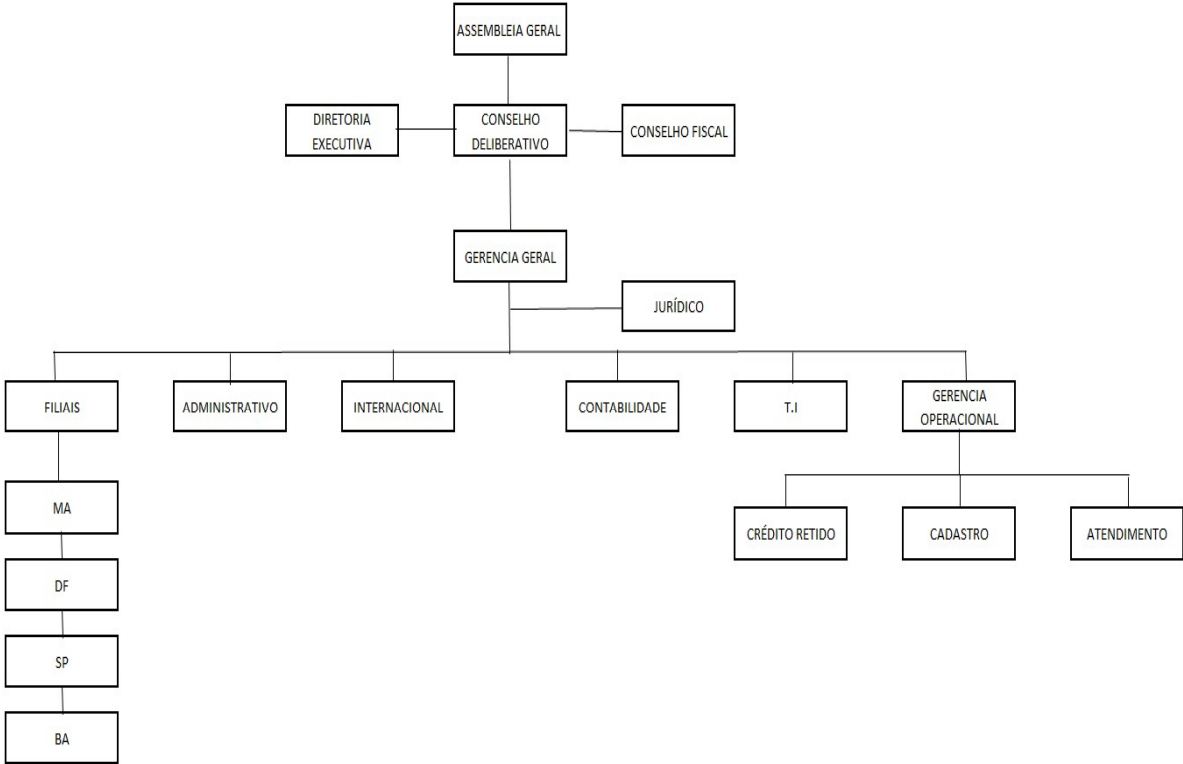 ASSEMBLEIA GERAL
DIRETORIA
EXECUTIVA
CONSELHO
DELIBERATIVO
CONSELHO FISCAL
GERENCIA GERAL
JURÍDICO
FILIAIS
ADMINISTRATIVO
INTERNACIONAL
CONTABILIDADE
T.I
GERENCIA
OPERACIONAL
MA
DF
SP
BA
CRÉDITO RETIDO
CADASTRO
ATENDIMENTO